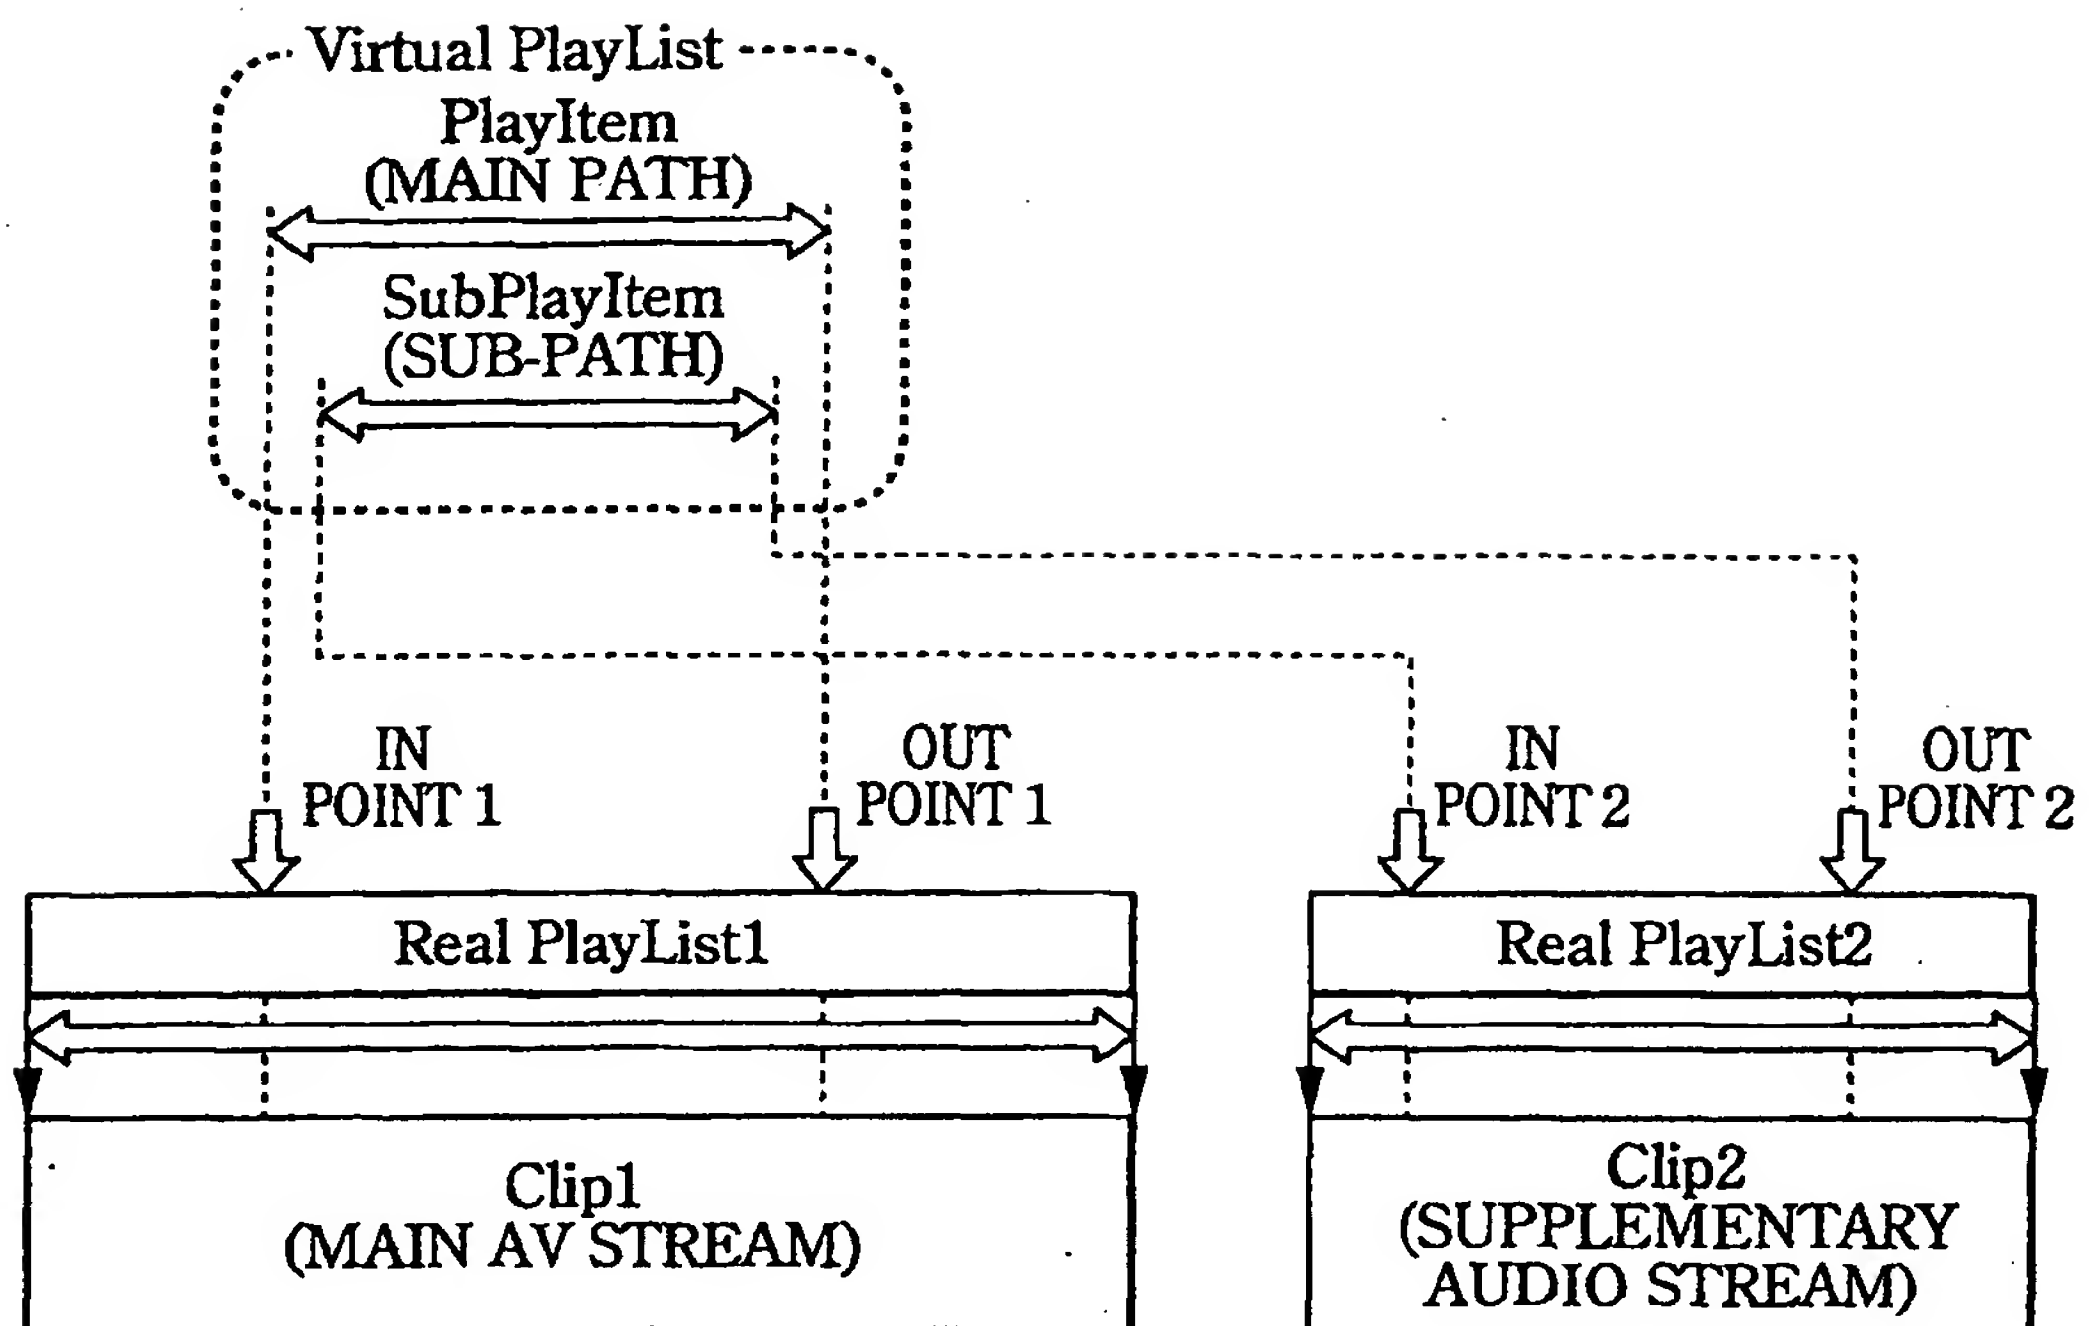 Virtual PlayList
PlayItem
(MAIN PATH)
SubPlayItem
(SUB-PATH)
IN
POINT 1
OUT
POINT 1
IN
POINT 2
OUT
POINT 2
Real PlayList1
Real PlayList2
Clip1
(MAIN AV STREAM)
Clip2
(SUPPLEMENTARY
AUDIO STREAM)